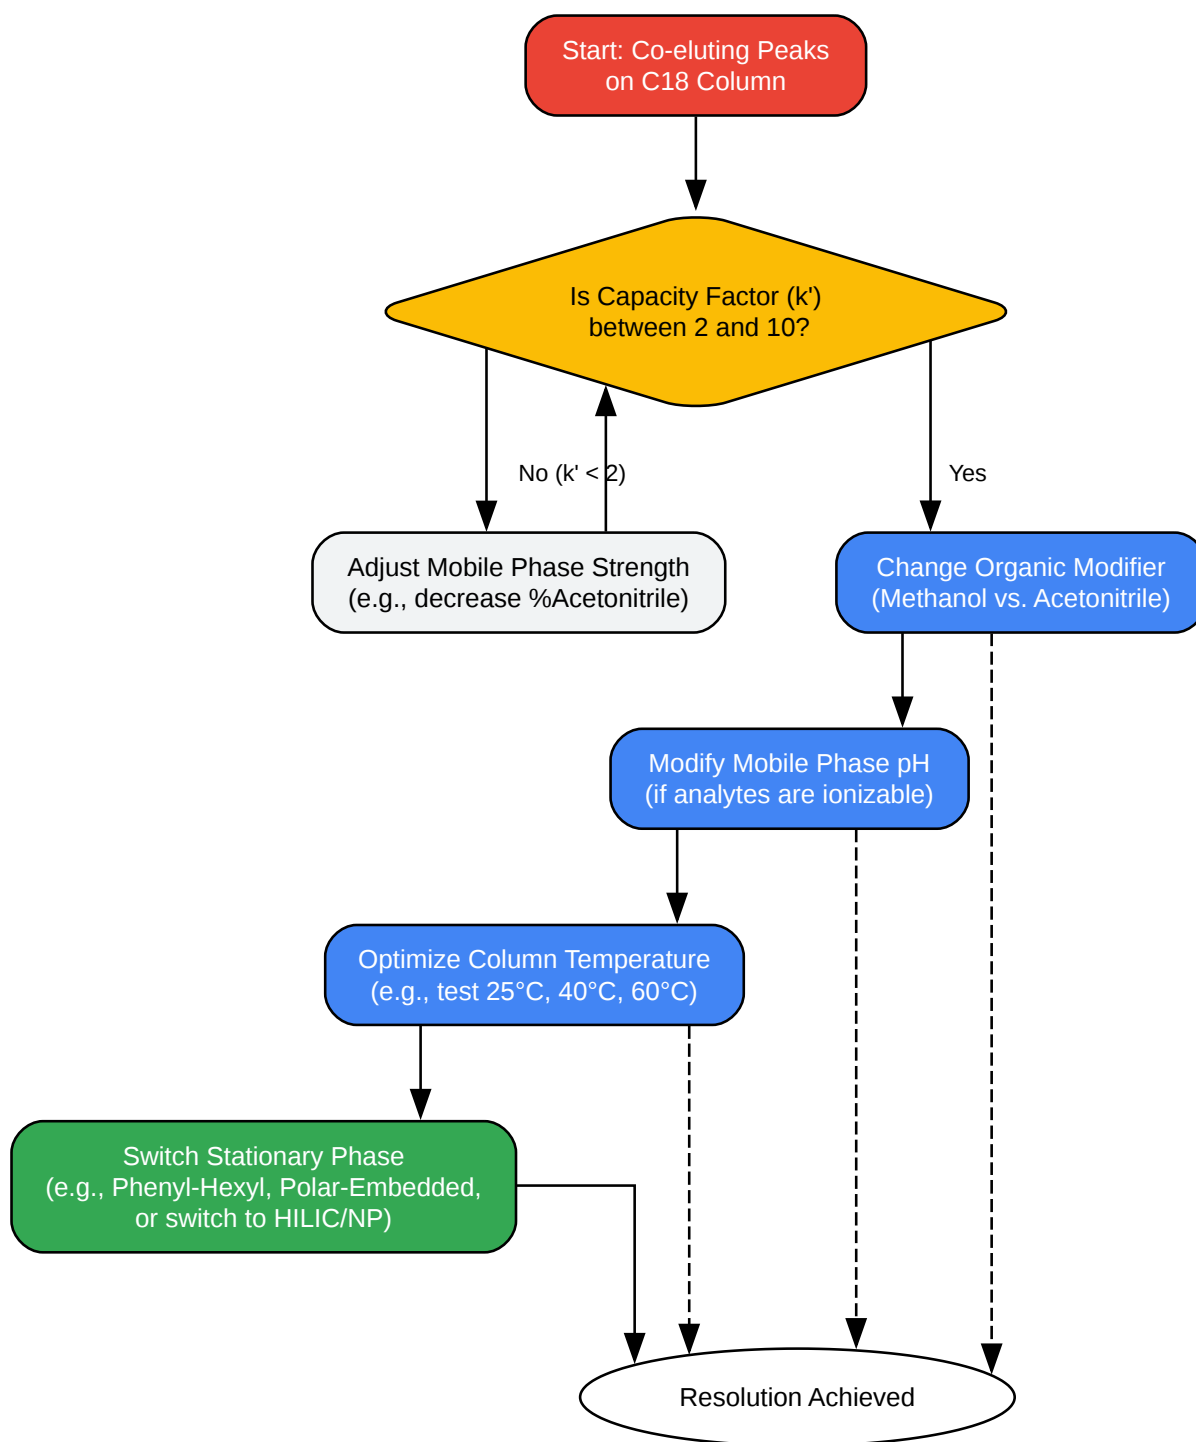 Start: Co-eluting Peaks
on C18 Column
Is Capacity Factor (k')
between 2 and 10?
No (k' < 2)
Yes
Adjust Mobile Phase Strength
(e.g., decrease %Acetonitrile)
Change Organic Modifier
(Methanol vs. Acetonitrile)
Modify Mobile Phase pH
(if analytes are ionizable)
Optimize Column Temperature
(e.g., test 25°C, 40°C, 60°C)
Switch Stationary Phase
(e.g., Phenyl-Hexyl, Polar-Embedded,
or switch to HILIC/NP)
Resolution Achieved